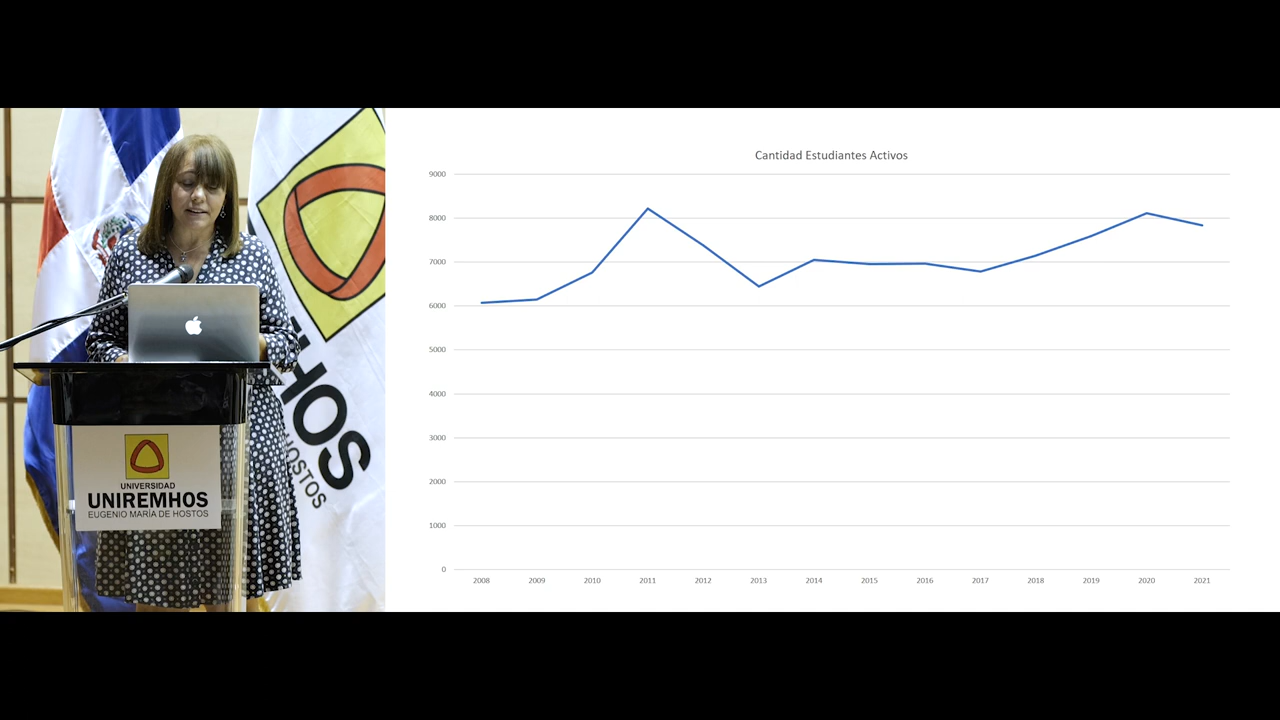 HOS
HOSTOS
UNIVERSIDAD
UNIREMHOS
EUGENIO MARÍA DE HOSTOS
Cantidad Estudiantes Activos
9000
8000
7000
6000
5000
4000
3000
2000
1000
0
2008 2009 2010 2011 2012 2013 2014 2015 2016 2017 2018 2019 2020 2021